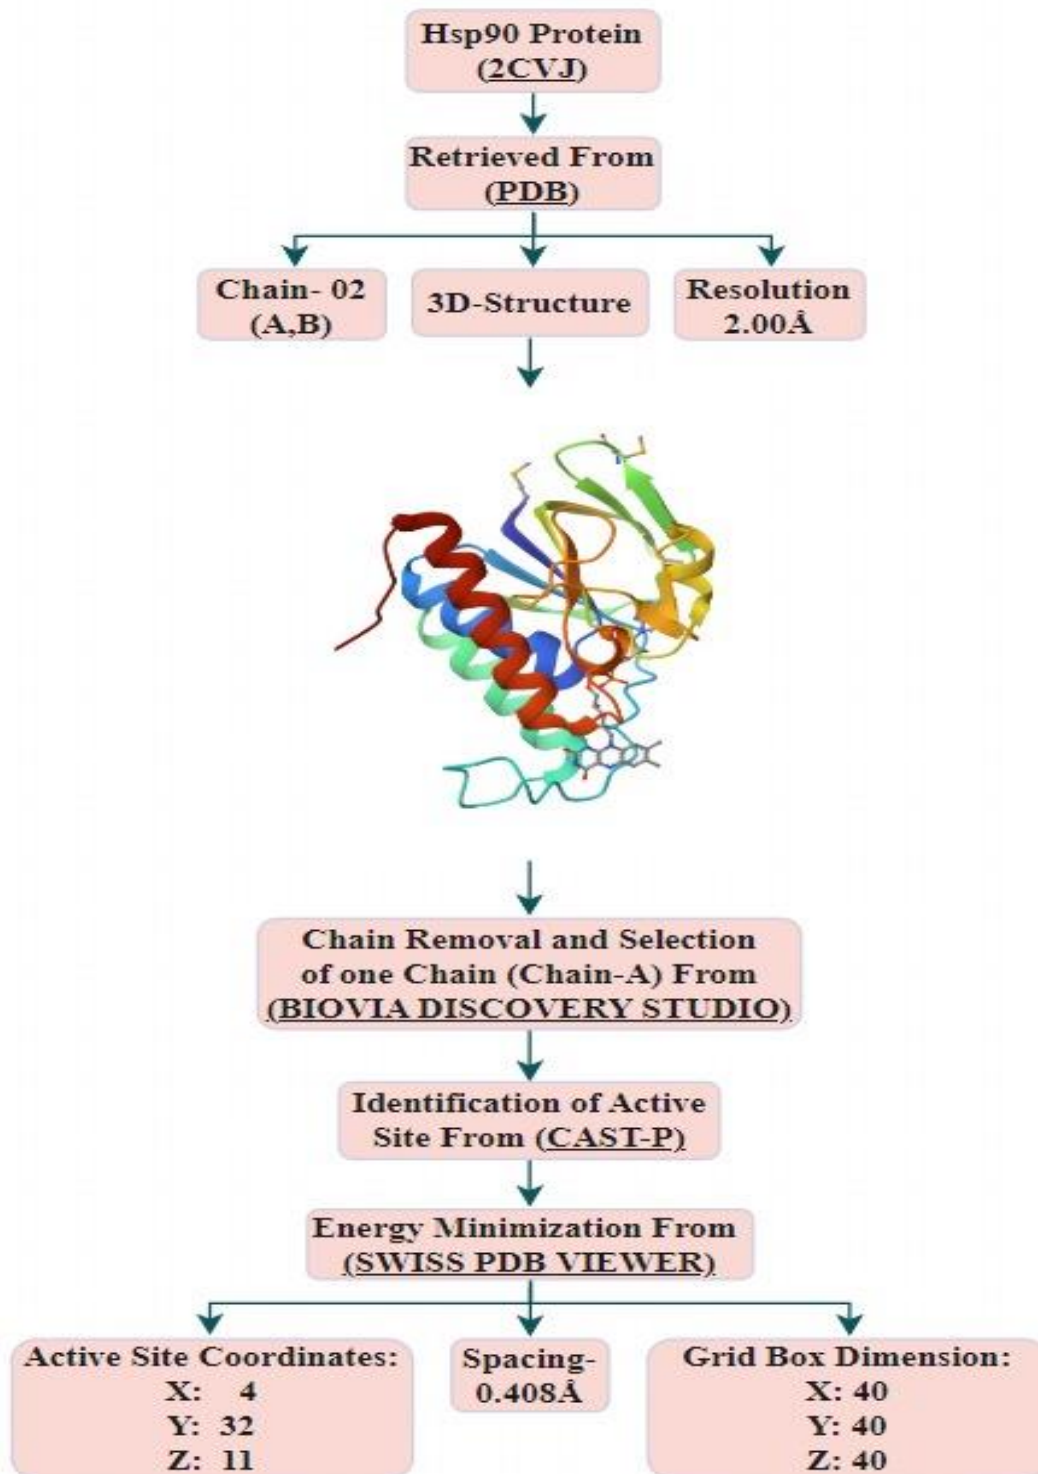 Hsp90 Protein
(2CVJ)
Retrieved From
(PDB)
Chain- 02
(A,B)
3D-Structure
Resolution
2.00Å
Chain Removal and Selection
of one Chain (Chain-A) From
(BIOVIA DISCOVERY STUDIO)
Identification of Active
Site From (CAST-P)
Energy Minimization From
(SWISS PDB VIEWER)
Active Site Coordinates:
X: 4
Y: 32
Z: 11
Spacing-
0.408Å
Grid Box Dimension:
X: 40
Y: 40
Z: 40